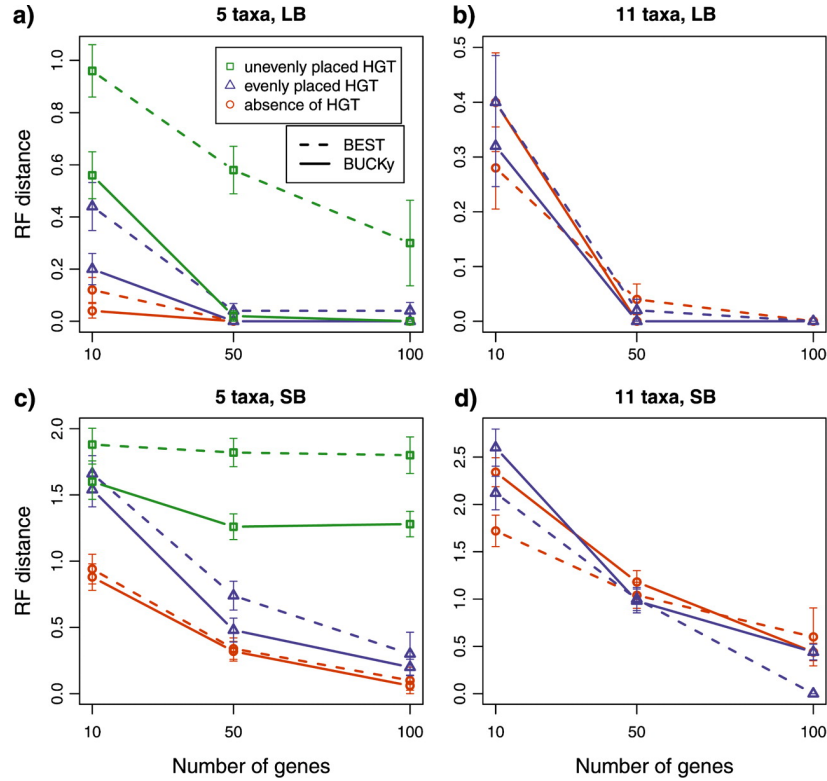 a)
5 taxa, LB
RF distance
0.0 0.2 0.4 0.6 0.8 1.0
unevenly placed HGT
evenly placed HGT
absence of HGT
BEST
BUCKy
10 50 100
b)
11 taxa, LB
0.0 0.1 0.2 0.3 0.4 0.5
10 50 100
c)
5 taxa, SB
RF distance
0.0 0.5 1.0 1.5 2.0
10 50 100
Number of genes
d)
11 taxa, SB
0.0 0.5 1.0 1.5 2.0 2.5
10 50 100
Number of genes